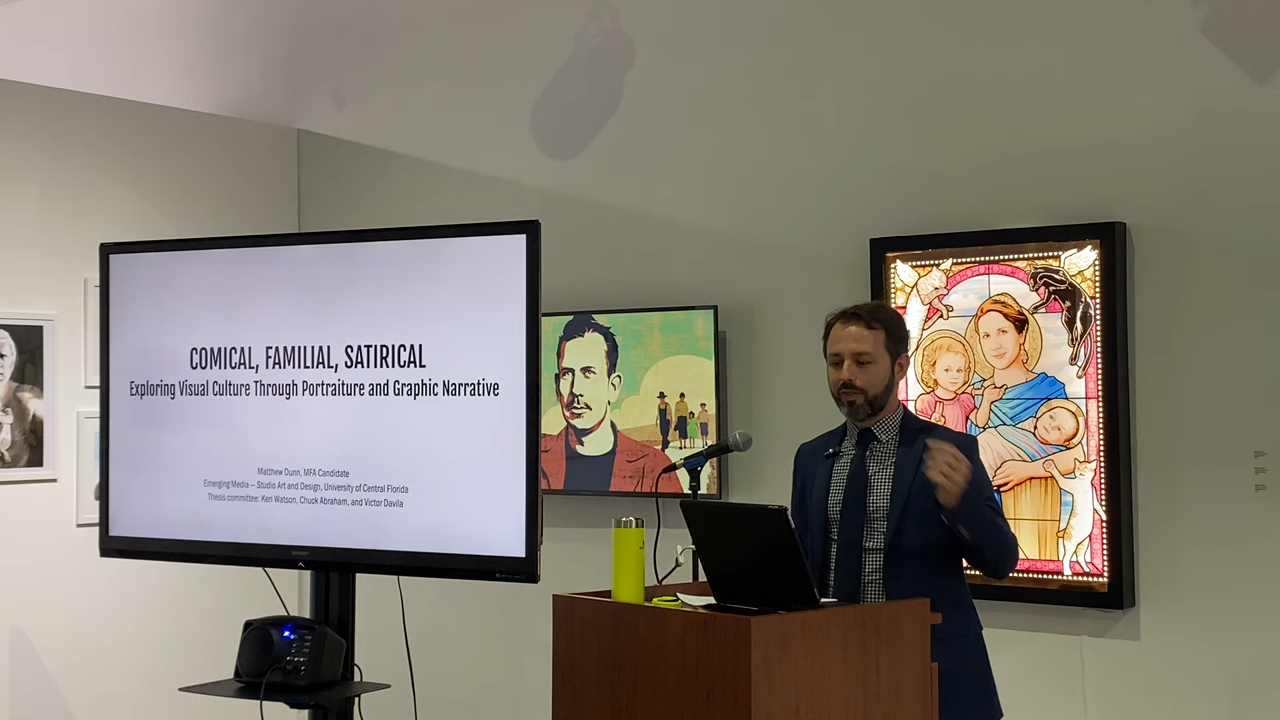 COMICAL, FAMILIAL, SATIRICAL
Exploring Visual Culture Through Portraiture and Graphic Narrative
Matthew Dunn, MFA Candidate
Emerging Media — Studio Art and Design, University of Central Florida
Thesis committee: Keri Watson, Chuck Abraham, and Victor Davila
SHARP